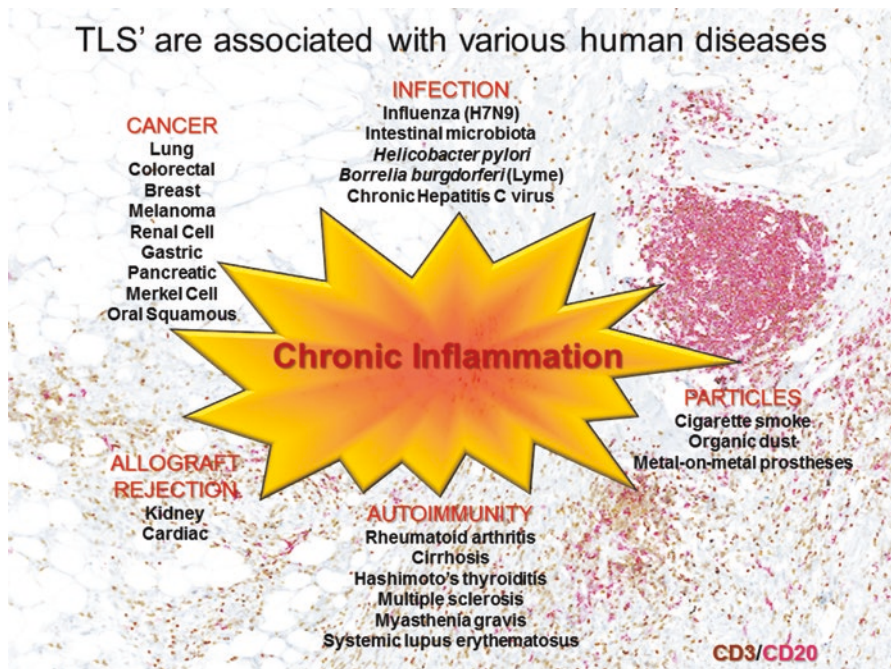 TLS’ are associated with various human diseases
INFECTION
Influenza (H7N9)
Intestinal microbiota
Helicobacter pylori
Borrelia burgdorferi (Lyme)
Chronic Hepatitis C virus
CANCER
Lung
Colorectal
Breast
Melanoma
Renal Cell
Gastric
Pancreatic
Merkel Cell
Oral Squamous
Chronic Inflammation
PARTICLES
Cigarette smoke
Organic dust
Metal-on-metal prostheses
ALLOGRAFT
REJECTION
Kidney
Cardiac
AUTOIMMUNITY
Rheumatoid arthritis
Cirrhosis
Hashimoto’s thyroiditis
Multiple sclerosis
Myasthenia gravis
Systemic lupus erythematosus
CD3/CD20